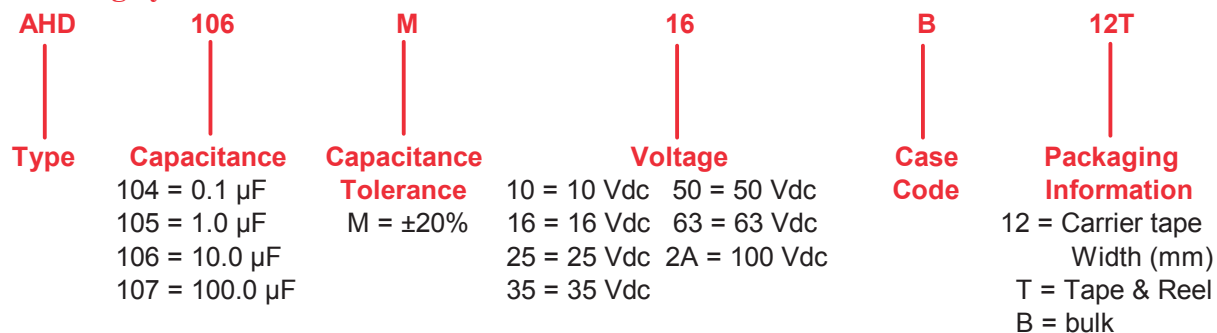 AHD 106 M 16 B 12T
Type Capacitance Capacitance Voltage Case Packaging
104 = 0.1 µF Tolerance 10 = 10 Vdc 50 = 50 Vdc Code Information
105 = 1.0 µF M = ±20% 16 = 16 Vdc 63 = 63 Vdc 12 = Carrier tape
106 = 10.0 µF 25 = 25 Vdc 2A = 100 Vdc Width (mm)
107 = 100.0 µF 35 = 35 Vdc T = Tape & Reel
B = bulk